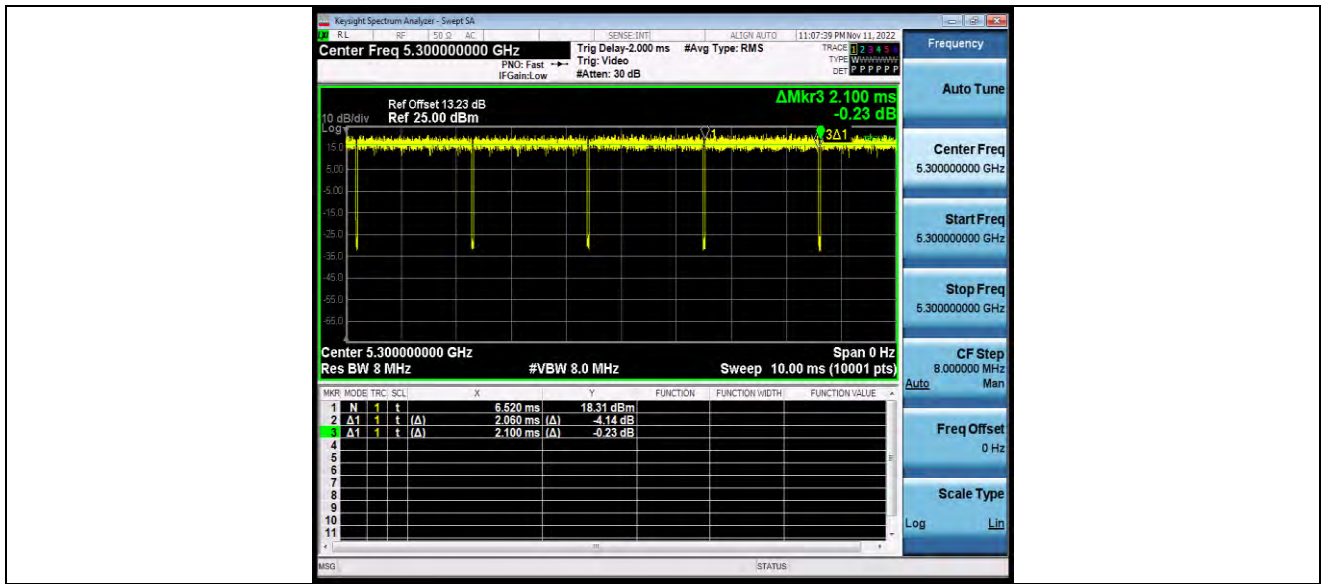 Keysight Spectrum Analyzer - Swept SA
RL RF 50 Ω AC SENSE:INT ALIGN AUTO 11:07:39 PM Nov 11, 2022
Center Freq 5.300000000 GHz
Trig Delay-2.000 ms #Avg Type: RMS
TRACE 1 2 3 4 5 6
PNO: Fast Trig: Video
TYPE WWWWWW
IFGain:Low #Atten: 30 dB
DET P P P P P P
Frequency
Auto Tune
ΔMkr3 2.100 ms
-0.23 dB
Ref Offset 13.23 dB
10 dB/div Ref 25.00 dBm
Log
1
3Δ1
15.0
5.00
-5.00
-15.0
-25.0
-35.0
-45.0
-55.0
-65.0
Center 5.300000000 GHz Span 0 Hz
Res BW 8 MHz #VBW 8.0 MHz Sweep 10.00 ms (10001 pts)
Center Freq
5.300000000 GHz
Start Freq
5.300000000 GHz
Stop Freq
5.300000000 GHz
CF Step
8.000000 MHz
Auto Man
Freq Offset
0 Hz
Scale Type
Log Lin
MKR MODE TRC SCL X Y FUNCTION FUNCTION WIDTH FUNCTION VALUE
1 N 1 t 6.520 ms 18.31 dBm
2 Δ1 1 t (Δ) 2.060 ms (Δ) -4.14 dB
3 Δ1 1 t (Δ) 2.100 ms (Δ) -0.23 dB
4
5
6
7
8
9
10
11
MSG STATUS